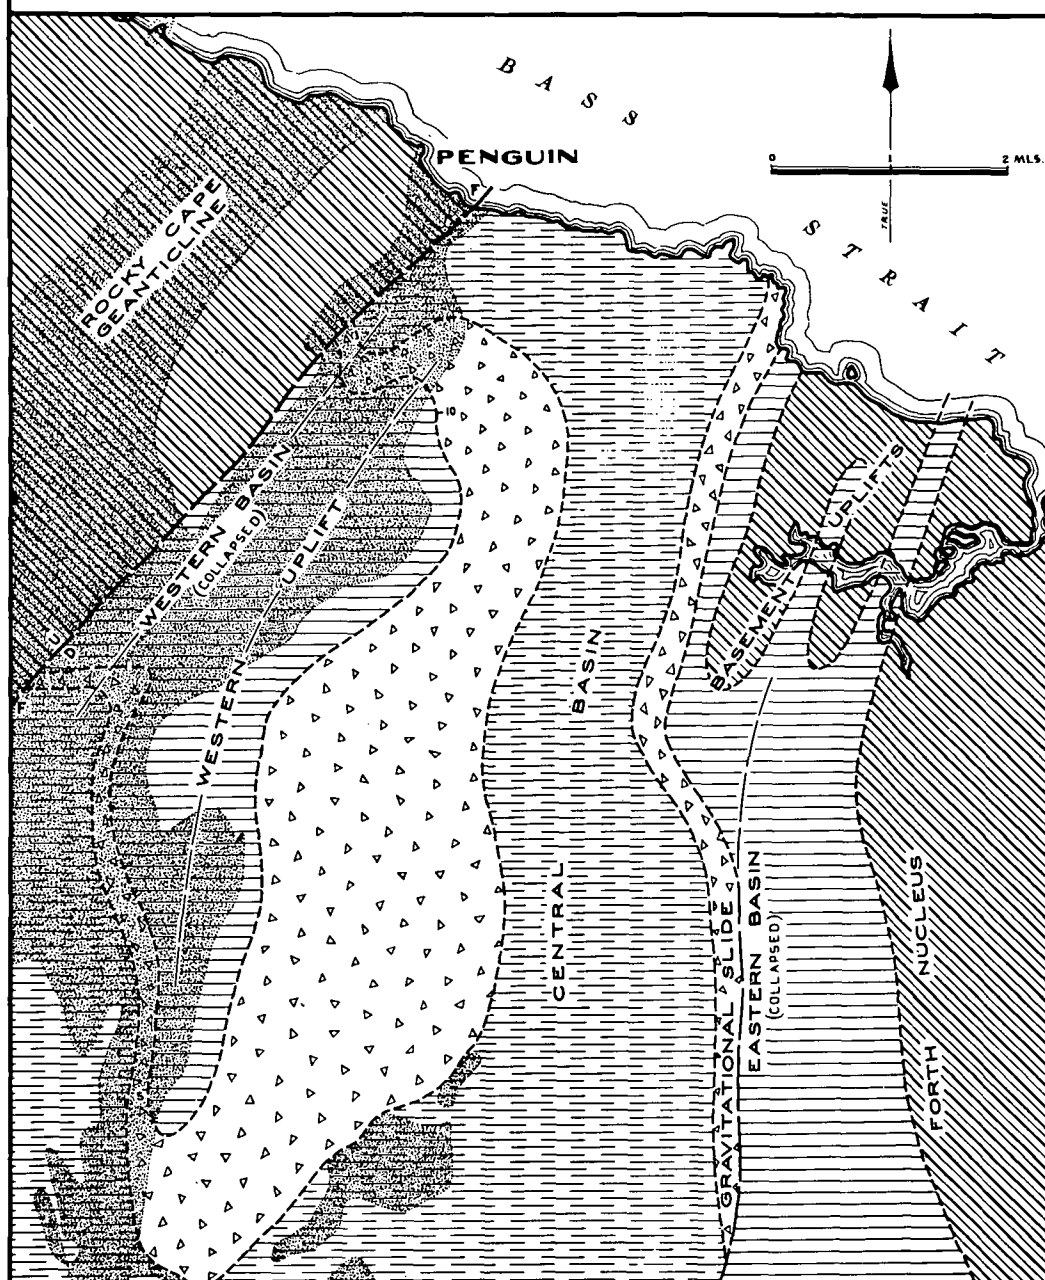 BASS
STRAIT
PENGUIN
0 2 MLS.
TRUE
F
ROCKY CAPE
GEANTICLINE
10
WESTERN BASIN
(COLLAPSED)
WESTERN UPLIFT
U
D
F
BASEMENT UPLIFTS
CENTRAL BASIN
GRAVITATIONAL SLIDE
EASTERN BASIN
(COLLAPSED)
FORTH NUCLEUS